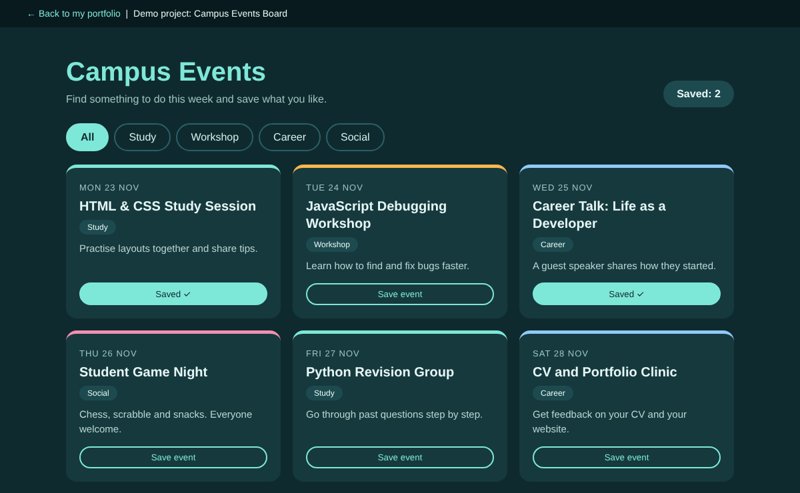 ← Back to my portfolio | Demo project: Campus Events Board
Campus Events
Find something to do this week and save what you like.
Saved: 2
All
Study
Workshop
Career
Social
MON 23 NOV
HTML & CSS Study Session
Study
Practise layouts together and share tips.
Saved ✓
TUE 24 NOV
JavaScript Debugging
Workshop
Workshop
Learn how to find and fix bugs faster.
Save event
WED 25 NOV
Career Talk: Life as a
Developer
Career
A guest speaker shares how they started.
Saved ✓
THU 26 NOV
Student Game Night
Social
Chess, scrabble and snacks. Everyone
welcome.
Save event
FRI 27 NOV
Python Revision Group
Study
Go through past questions step by step.
Save event
SAT 28 NOV
CV and Portfolio Clinic
Career
Get feedback on your CV and your
website.
Save event